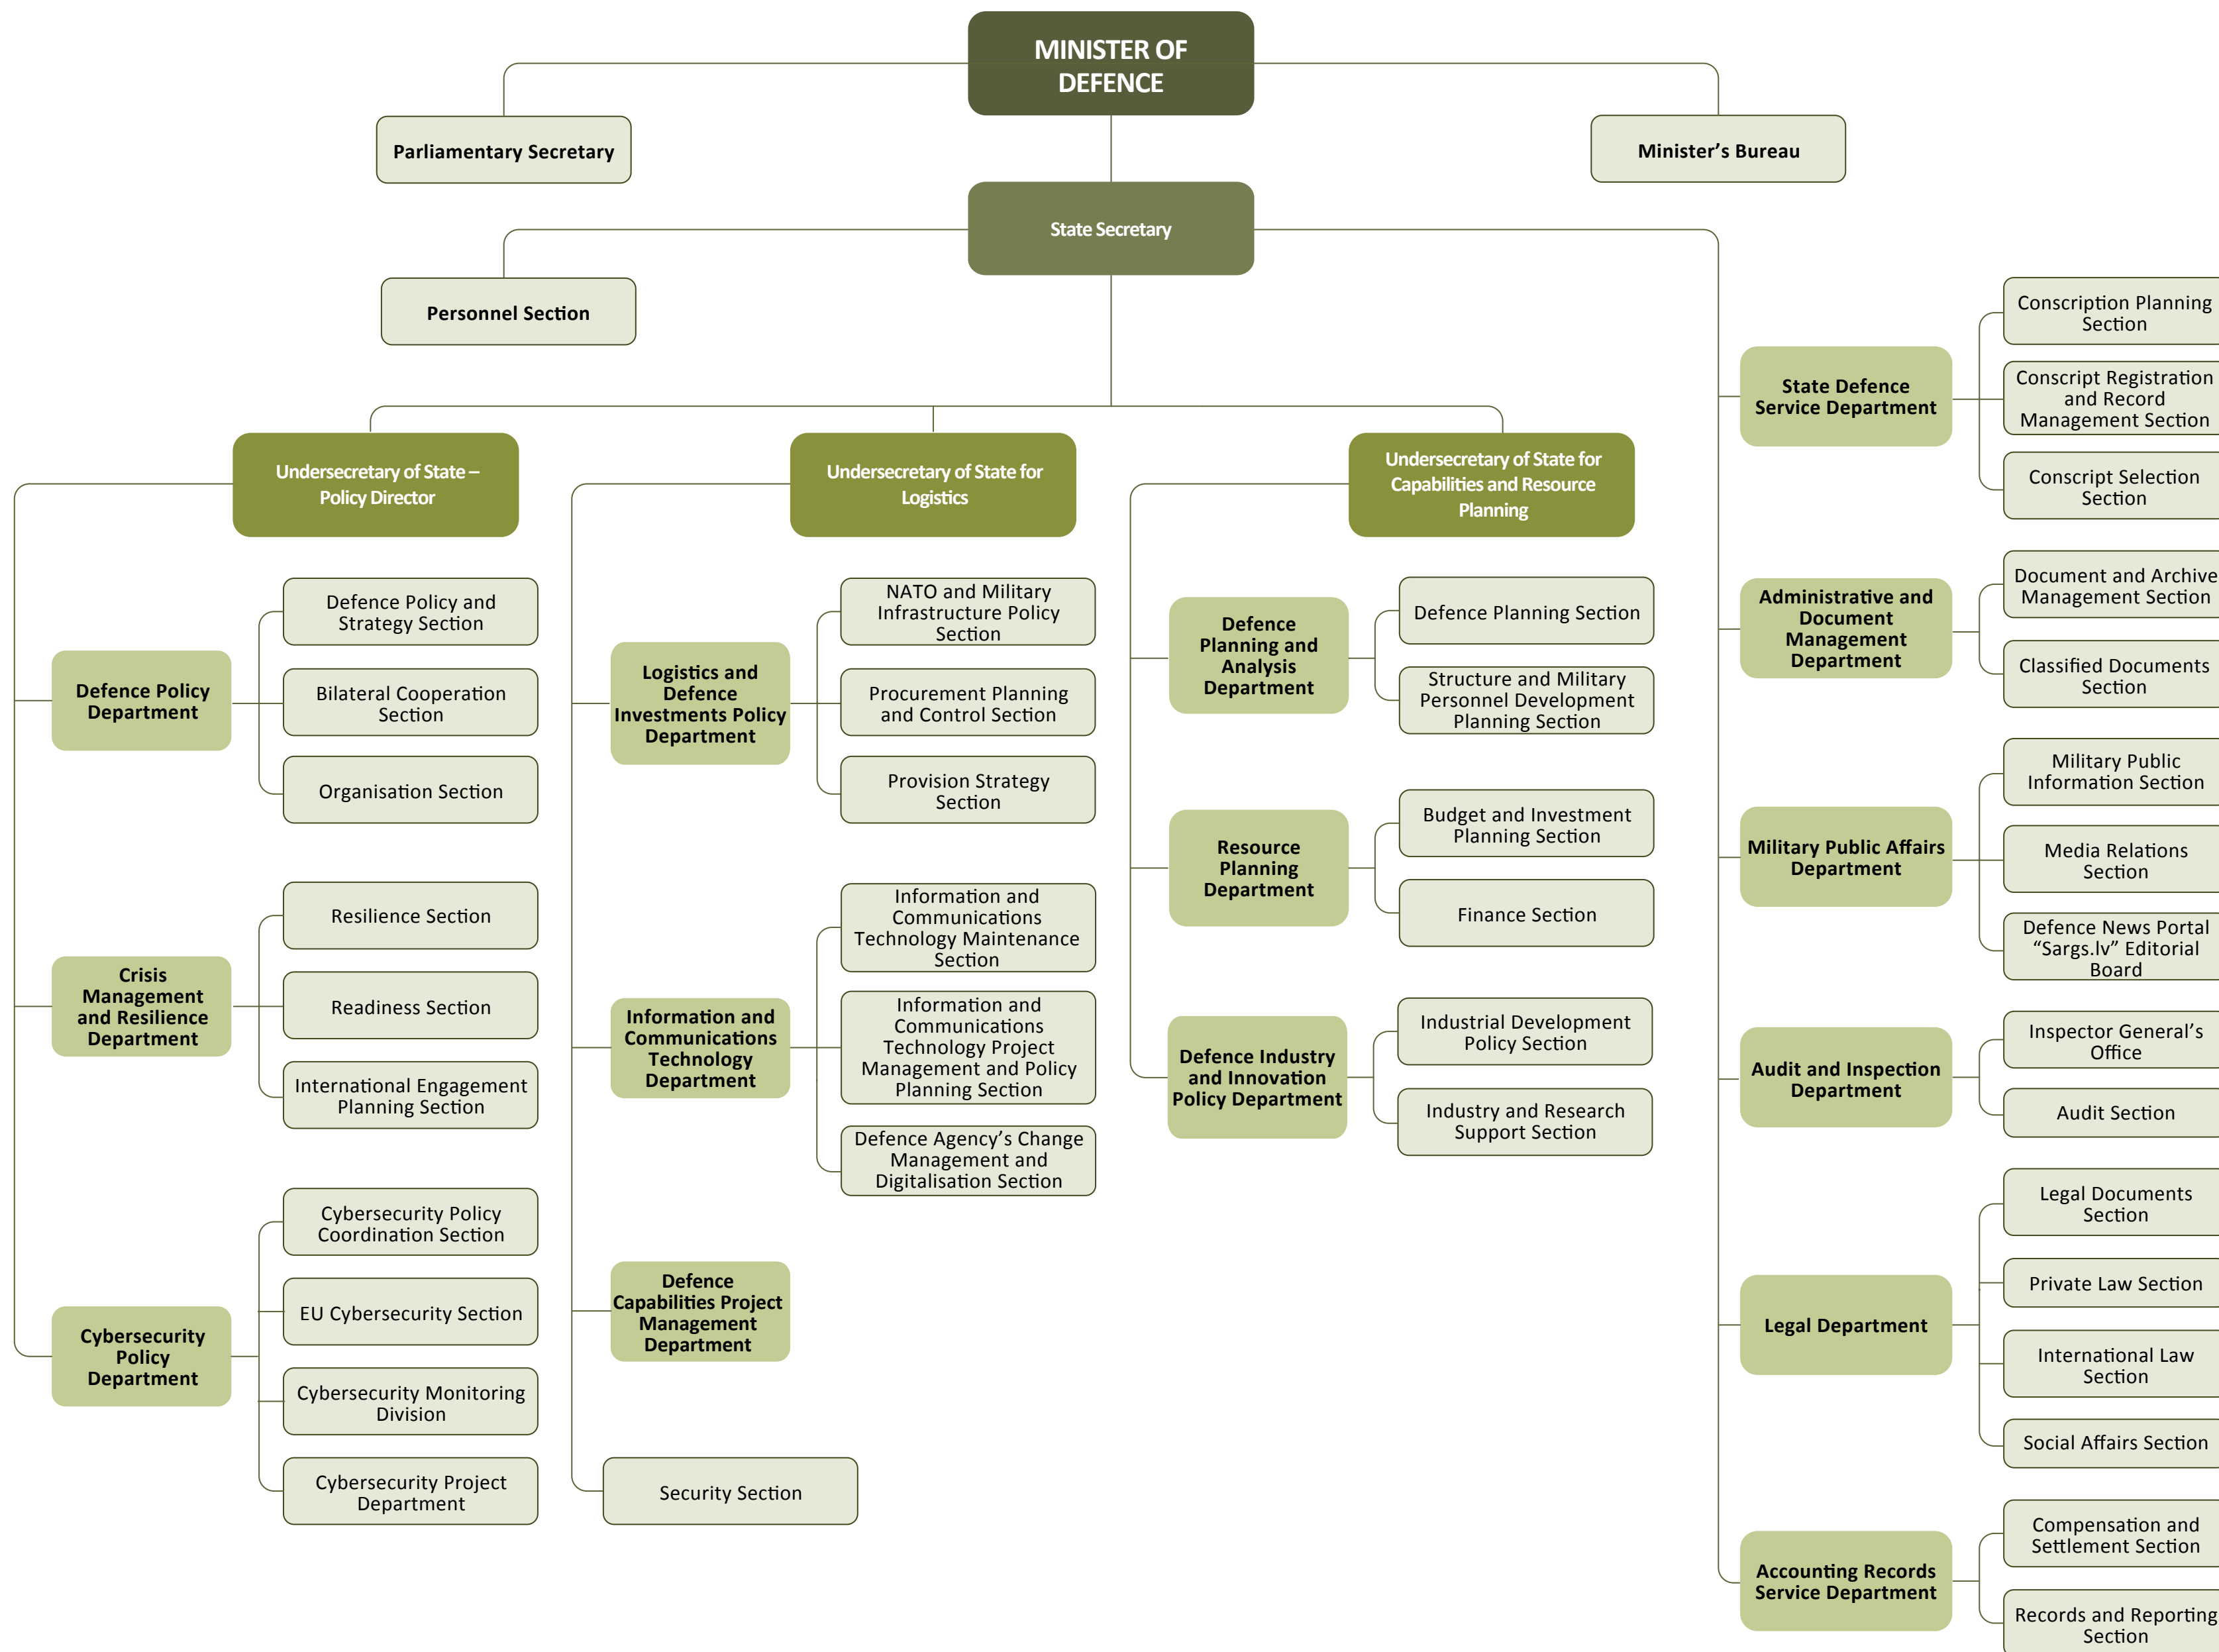 MINISTER OF
DEFENCE
Parliamentary Secretary
Minister’s Bureau
State Secretary
Personnel Section
Undersecretary of State –
Policy Director
Defence Policy
Department
Defence Policy and
Strategy Section
Bilateral Cooperation
Section
Organisation Section
Crisis
Management
and Resilience
Department
Resilience Section
Readiness Section
International Engagement
Planning Section
Cybersecurity
Policy
Department
Cybersecurity Policy
Coordination Section
EU Cybersecurity Section
Cybersecurity Monitoring
Division
Cybersecurity Project
Department
Undersecretary of State for
Logistics
Logistics and
Defence
Investments Policy
Department
NATO and Military
Infrastructure Policy
Section
Procurement Planning
and Control Section
Provision Strategy
Section
Information and
Communications
Technology
Department
Information and
Communications
Technology Maintenance
Section
Information and
Communications
Technology Project
Management and Policy
Planning Section
Defence Agency’s Change
Management and
Digitalisation Section
Defence
Capabilities Project
Management
Department
Security Section
Undersecretary of State for
Capabilities and Resource
Planning
Defence
Planning and
Analysis
Department
Defence Planning Section
Structure and Military
Personnel Development
Planning Section
Resource
Planning
Department
Budget and Investment
Planning Section
Finance Section
Defence Industry
and Innovation
Policy Department
Industrial Development
Policy Section
Industry and Research
Support Section
State Defence
Service Department
Conscription Planning
Section
Conscript Registration
and Record
Management Section
Conscript Selection
Section
Administrative and
Document
Management
Department
Document and Archive
Management Section
Classified Documents
Section
Military Public Affairs
Department
Military Public
Information Section
Media Relations
Section
Defence News Portal
“Sargs.lv” Editorial
Board
Audit and Inspection
Department
Inspector General’s
Office
Audit Section
Legal Department
Legal Documents
Section
Private Law Section
International Law
Section
Social Affairs Section
Accounting Records
Service Department
Compensation and
Settlement Section
Records and Reporting
Section